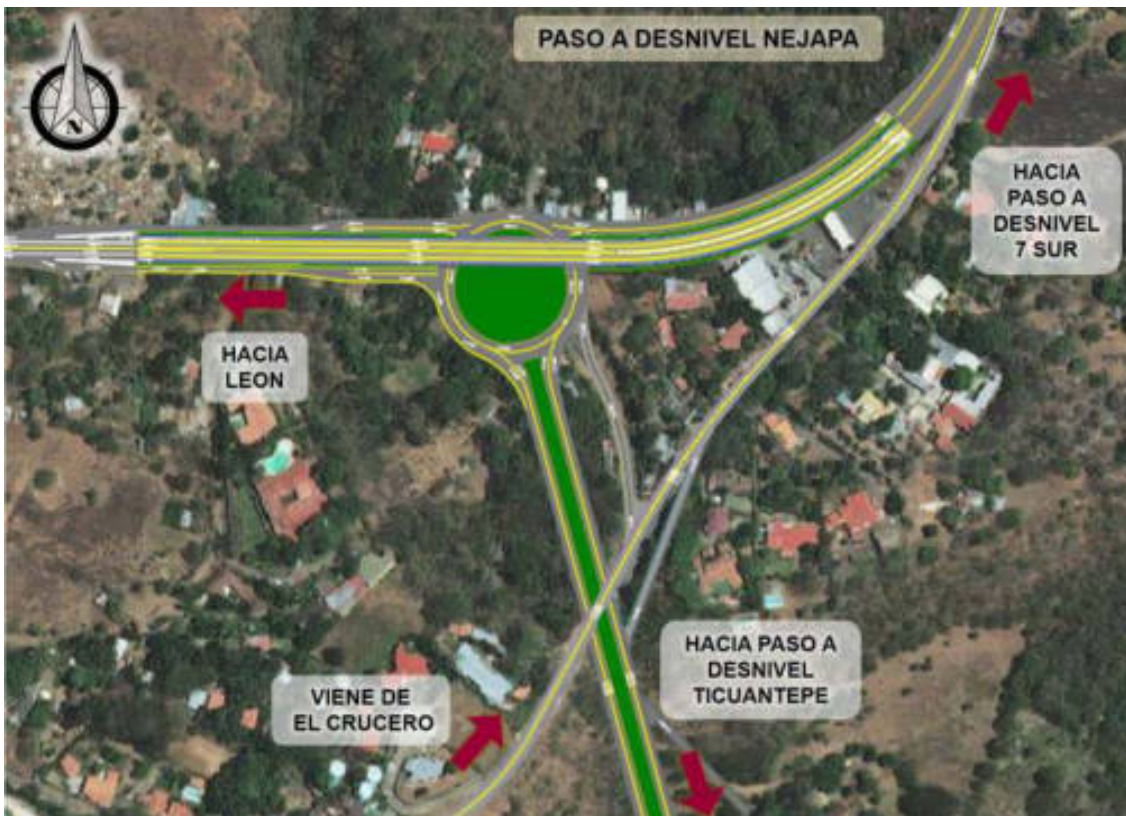 PASO A DESNIVEL NEJAPA
N
HACIA
PASO A
DESNIVEL
7 SUR
HACIA
LEON
HACIA PASO A
DESNIVEL
TICUANTEPE
VIENE DE
EL CRUCERO